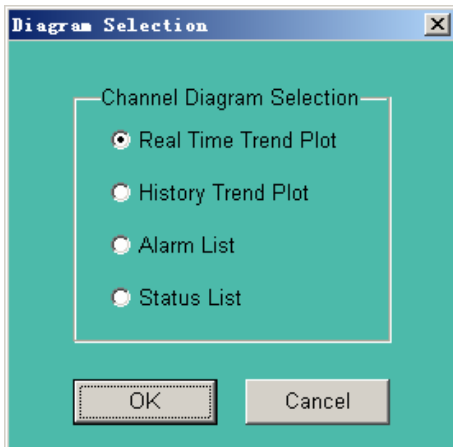 Diagram Selection
Channel Diagram Selection
Real Time Trend Plot
History Trend Plot
Alarm List
Status List
OK
Cancel